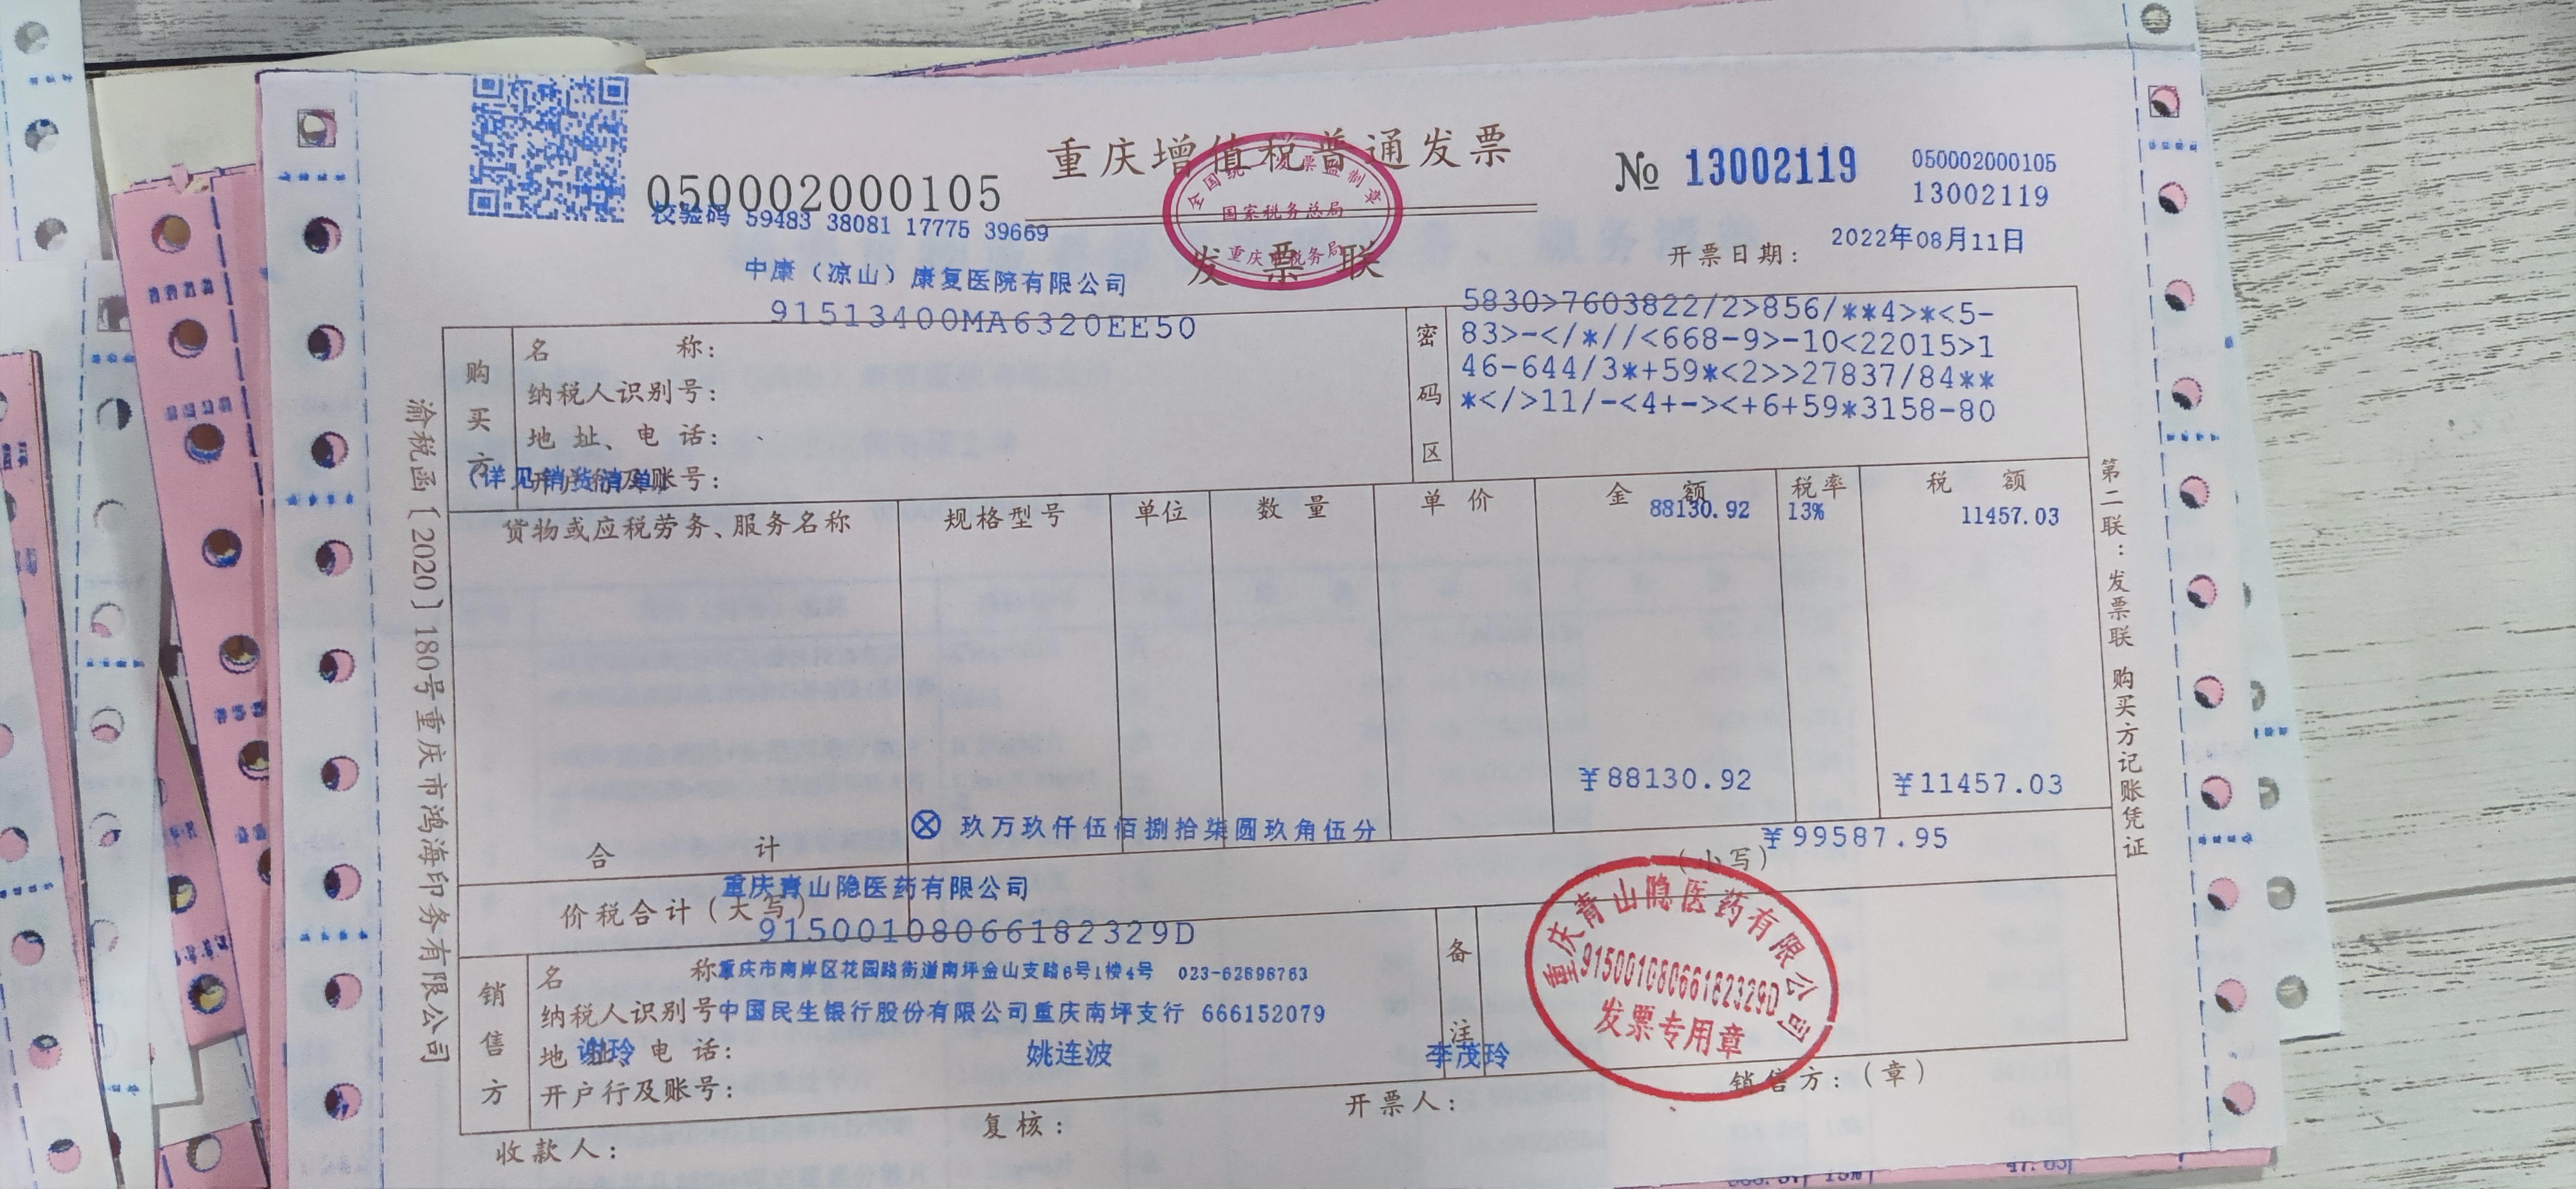 重庆增值税普通发票
050002000105
№ 13002119
050002000105
13002119
校验码 59483 38081 17775 39669
全国统一发票监制章
国家税务总局
重庆市税务局
发票联
开票日期：2022年08月11日
中康（凉山）康复医院有限公司
91513400MA6320EE50
购买方
名称：
纳税人识别号：
地址、电话：
开户行及账号：
密码区
5830>7603822/2>856/**4>*<5-
83>-</*//<668-9>-10<22015>1
46-644/3*+59*<2>>27837/84**
*</>11/-<4+-><+6+59*3158-80
(详见销货清单)
货物或应税劳务、服务名称 规格型号 单位 数量 单价 金额 税率 税额
88130.92 13% 11457.03
¥88130.92 ¥11457.03
合计
⊗ 玖万玖仟伍佰捌拾柒圆玖角伍分
价税合计（大写）
（小写） ¥99587.95
重庆青山隐医药有限公司
91500108066182329D
销售方
名称
重庆市南岸区花园路街道南坪金山支路6号1楼4号 023-62698763
纳税人识别号
中国民生银行股份有限公司重庆南坪支行 666152079
地址、电话：
开户行及账号：
备注
谢玲 姚连波 李茂玲
收款人：
复核：
开票人：
销售方：（章）
重庆青山隐医药有限公司
91500108066182329D
发票专用章
渝税函〔2020〕180号重庆市鸿海印务有限公司
第二联：发票联 购买方记账凭证